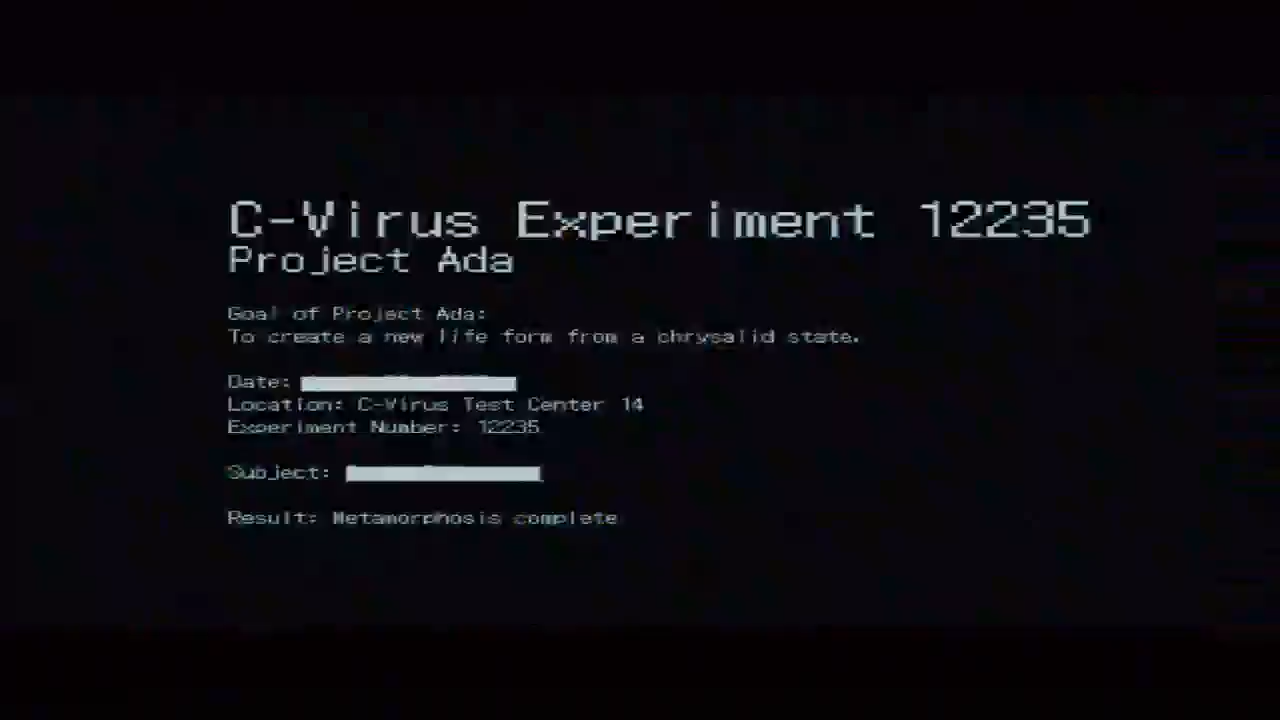 C-Virus Experiment 12235
Project Ada
Goal of Project Ada:
To create a new life form from a chrysalid state.
Date:
Location: C-Virus Test Center 14
Experiment Number: 12235
Subject:
Result: Metamorphosis complete